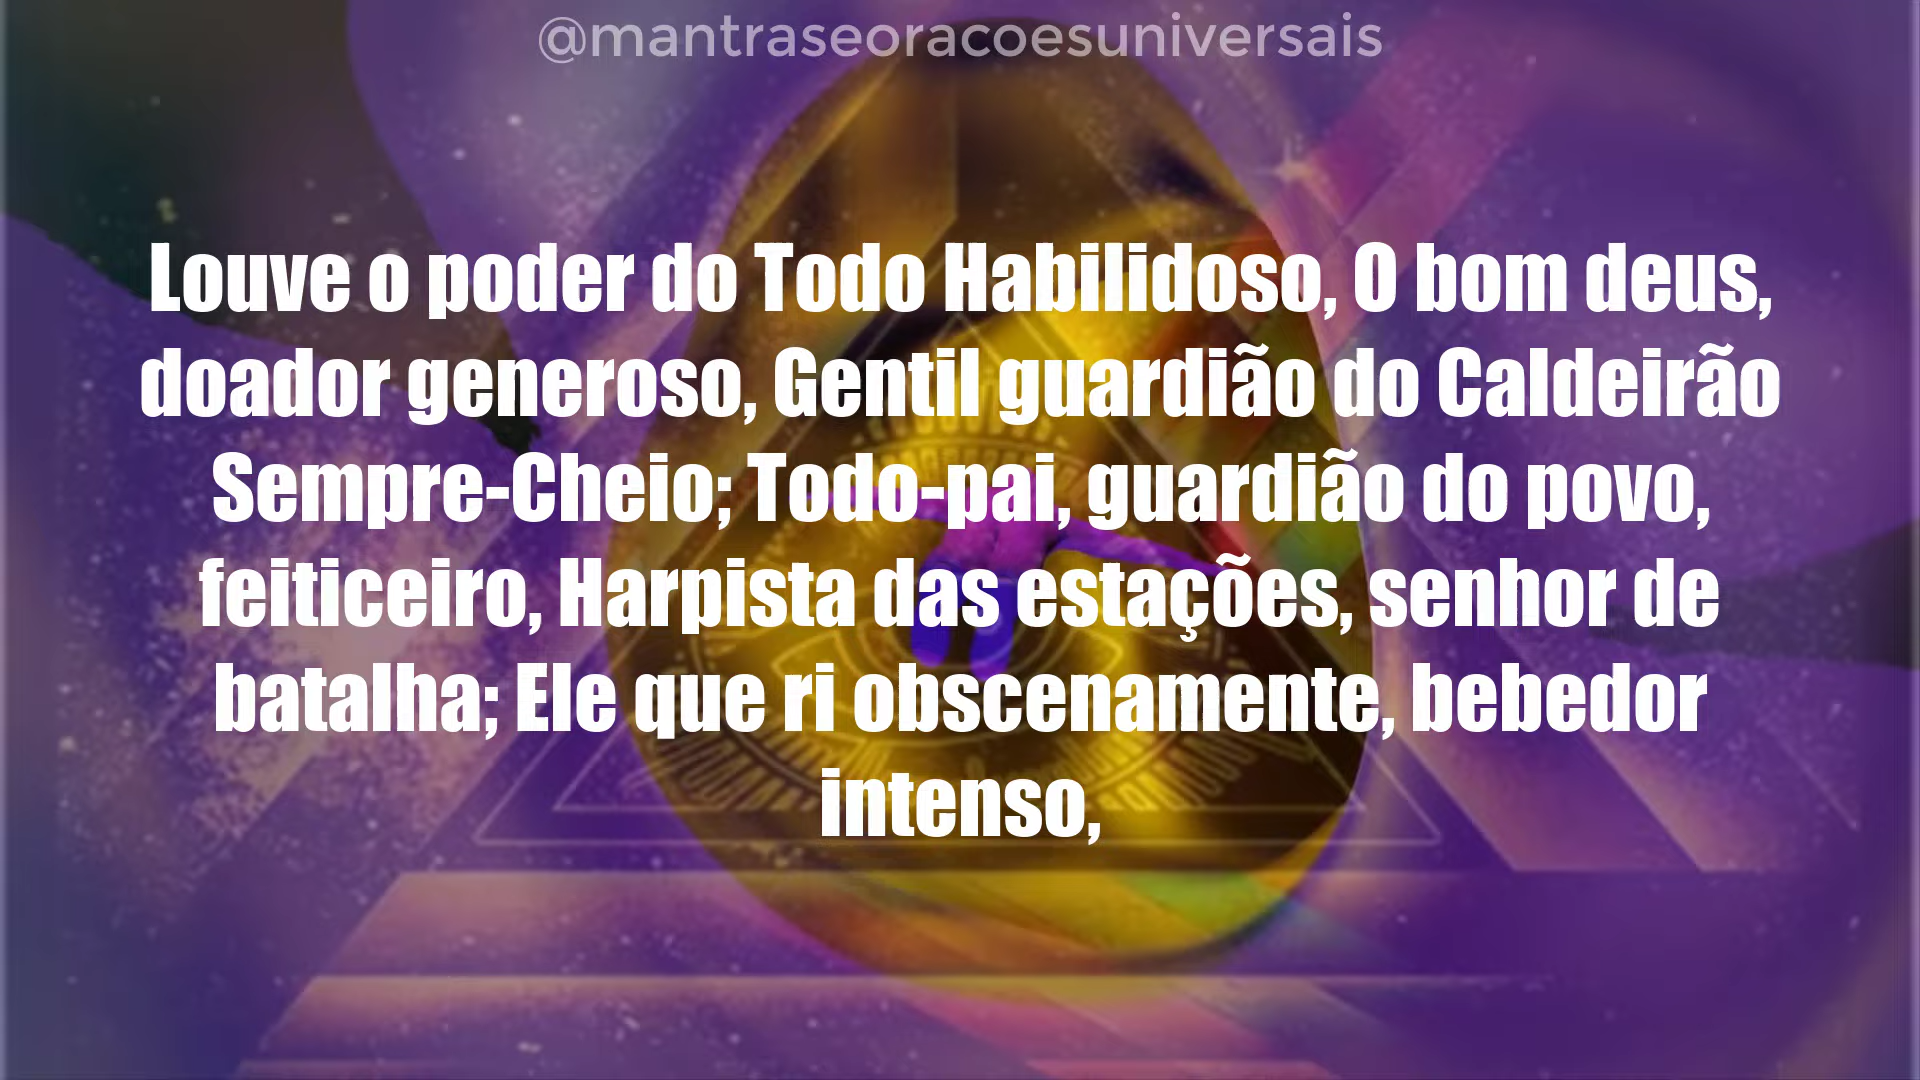 @mantraseoracoesuniversais
Louve o poder do Todo Habilidoso, O bom deus,
doador generoso, Gentil guardião do Caldeirão
Sempre-Cheio; Todo-pai, guardião do povo,
feiticeiro, Harpista das estações, senhor de
batalha; Ele que ri obscenamente, bebedor
intenso,